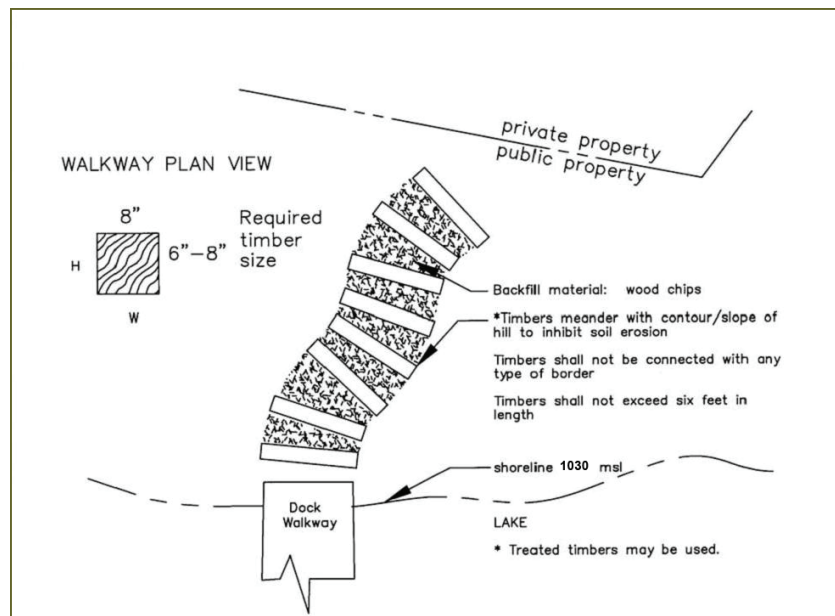 private property
public property
WALKWAY PLAN VIEW
8"
Required
timber
size
6"-8"
H
W
Backfill material: wood chips
*Timbers meander with contour/slope of
hill to inhibit soil erosion
Timbers shall not be connected with any
type of border
Timbers shall not exceed six feet in
length
shoreline 1030 msl
Dock
Walkway
LAKE
* Treated timbers may be used.